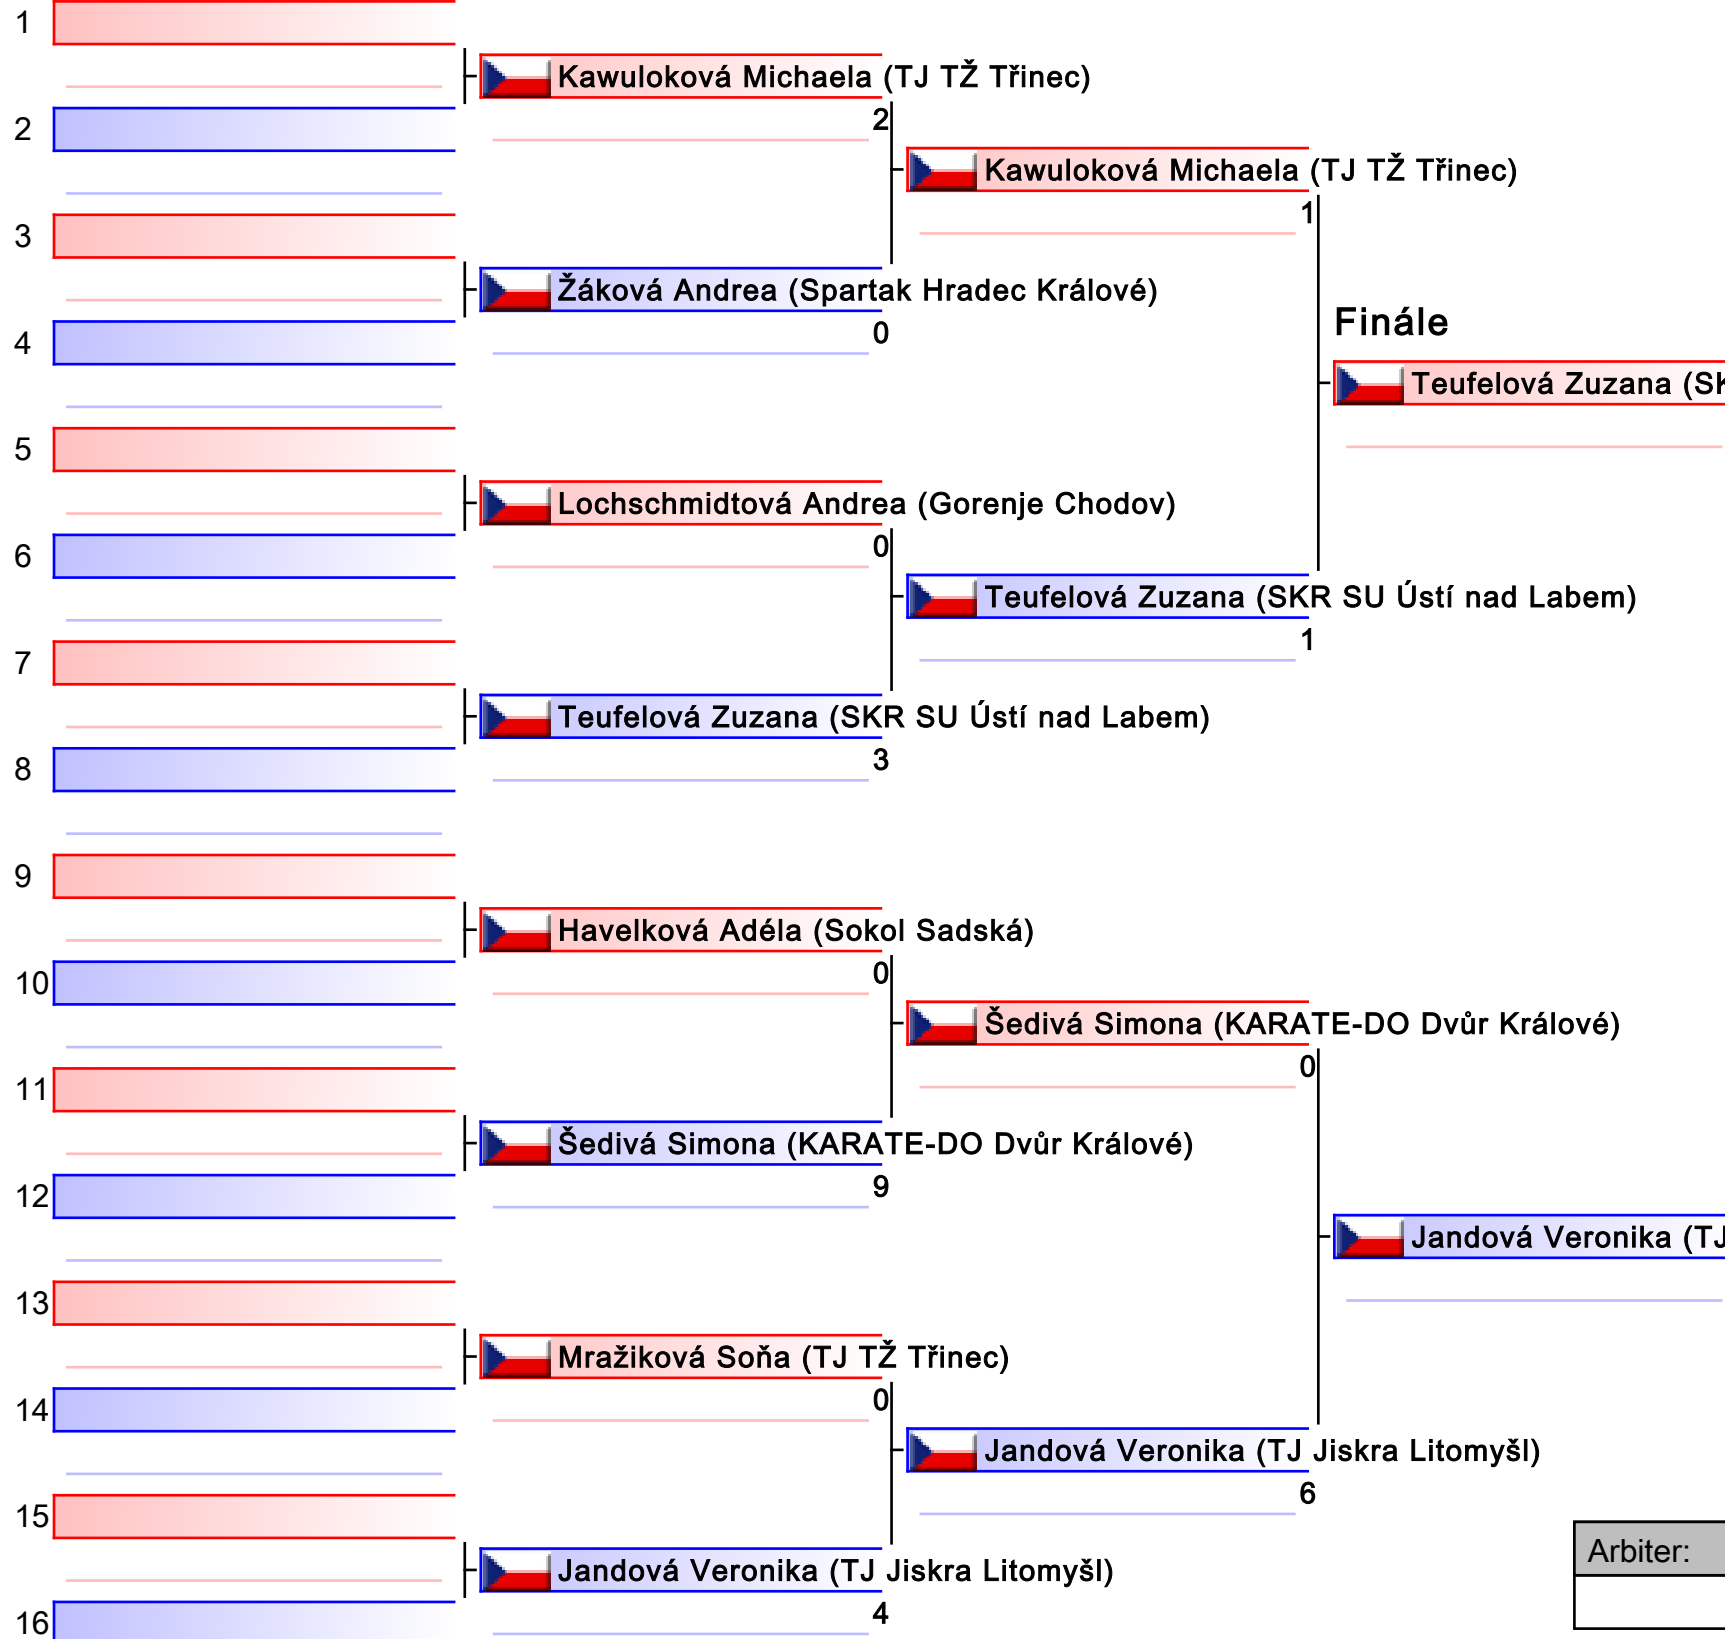 1
Kawuloková Michaela (TJ TŽ Třinec)
2
2
Kawuloková Michaela (TJ TŽ Třinec)
1
3
Žáková Andrea (Spartak Hradec Králové)
0
4
Finále
Teufelová Zuzana (SK
5
Lochschmidtová Andrea (Gorenje Chodov)
0
6
Teufelová Zuzana (SKR SU Ústí nad Labem)
1
7
Teufelová Zuzana (SKR SU Ústí nad Labem)
3
8
9
Havelková Adéla (Sokol Sadská)
0
10
Šedivá Simona (KARATE-DO Dvůr Králové)
0
11
Šedivá Simona (KARATE-DO Dvůr Králové)
9
12
Jandová Veronika (TJ
13
Mražiková Soňa (TJ TŽ Třinec)
0
14
Jandová Veronika (TJ Jiskra Litomyšl)
6
15
Jandová Veronika (TJ Jiskra Litomyšl)
4
16
Arbiter: